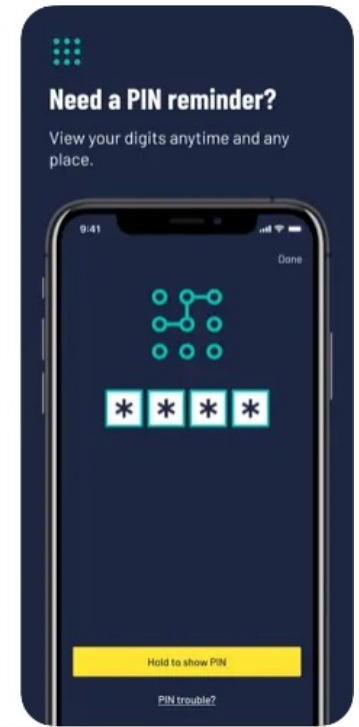 Need a PIN reminder?
View your digits anytime and any
place.
9:41
Done
* * * *
Hold to show PIN
PIN trouble?